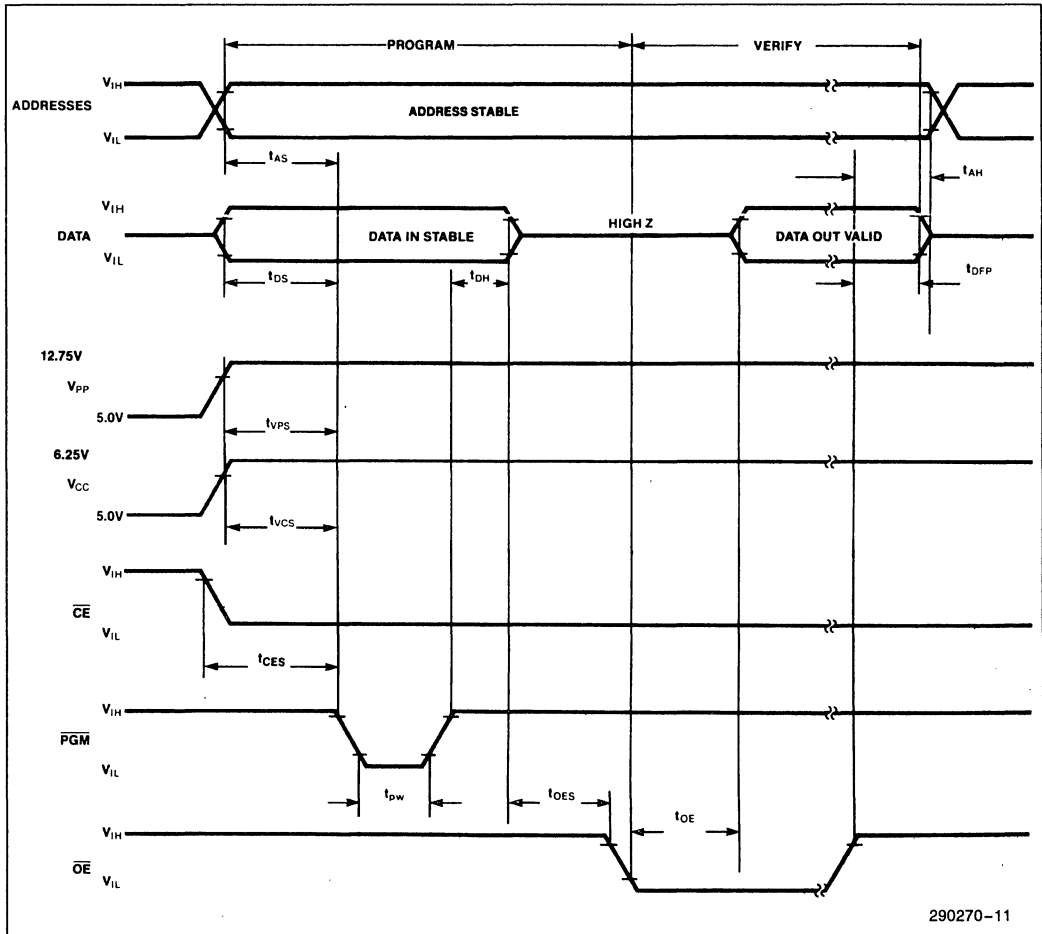 PROGRAM
VERIFY
VIH
ADDRESSES
ADDRESS STABLE
VIL
tAS
tAH
VIH
HIGH Z
DATA
DATA IN STABLE
DATA OUT VALID
VIL
tDS
tDH
tDFP
12.75V
VPP
5.0V
tVPS
6.25V
VCC
5.0V
tVCS
VIH
CE
VIL
tCES
VIH
PGM
VIL
tpw
tOES
tOE
VIH
OE
VIL
290270-11